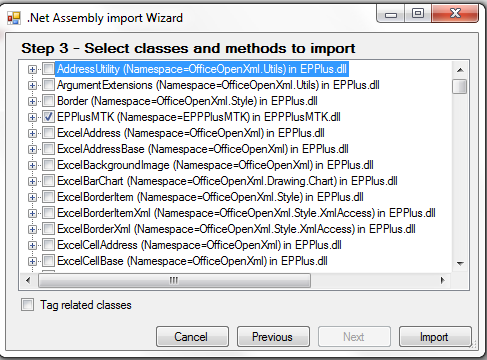 .Net Assembly import Wizard
Step 3 - Select classes and methods to import
AddressUtility (Namespace=OfficeOpenXml.Utils) in EPPlus.dll
ArgumentExtensions (Namespace=OfficeOpenXml.Utils) in EPPlus.dll
Border (Namespace=OfficeOpenXml.Style) in EPPlus.dll
EPPlusMTK (Namespace=EPPPlusMTK) in EPPPlusMTK.dll
ExcelAddress (Namespace=OfficeOpenXml) in EPPlus.dll
ExcelAddressBase (Namespace=OfficeOpenXml) in EPPlus.dll
ExcelBackgroundImage (Namespace=OfficeOpenXml) in EPPlus.dll
ExcelBarChart (Namespace=OfficeOpenXml.Drawing.Chart) in EPPlus.dll
ExcelBorderItem (Namespace=OfficeOpenXml.Style) in EPPlus.dll
ExcelBorderItemXml (Namespace=OfficeOpenXml.Style.XmlAccess) in EPPlus.dll
ExcelBorderXml (Namespace=OfficeOpenXml.Style.XmlAccess) in EPPlus.dll
ExcelCellAddress (Namespace=OfficeOpenXml) in EPPlus.dll
ExcelCellBase (Namespace=OfficeOpenXml) in EPPlus.dll
Tag related classes
Cancel Previous Next Import